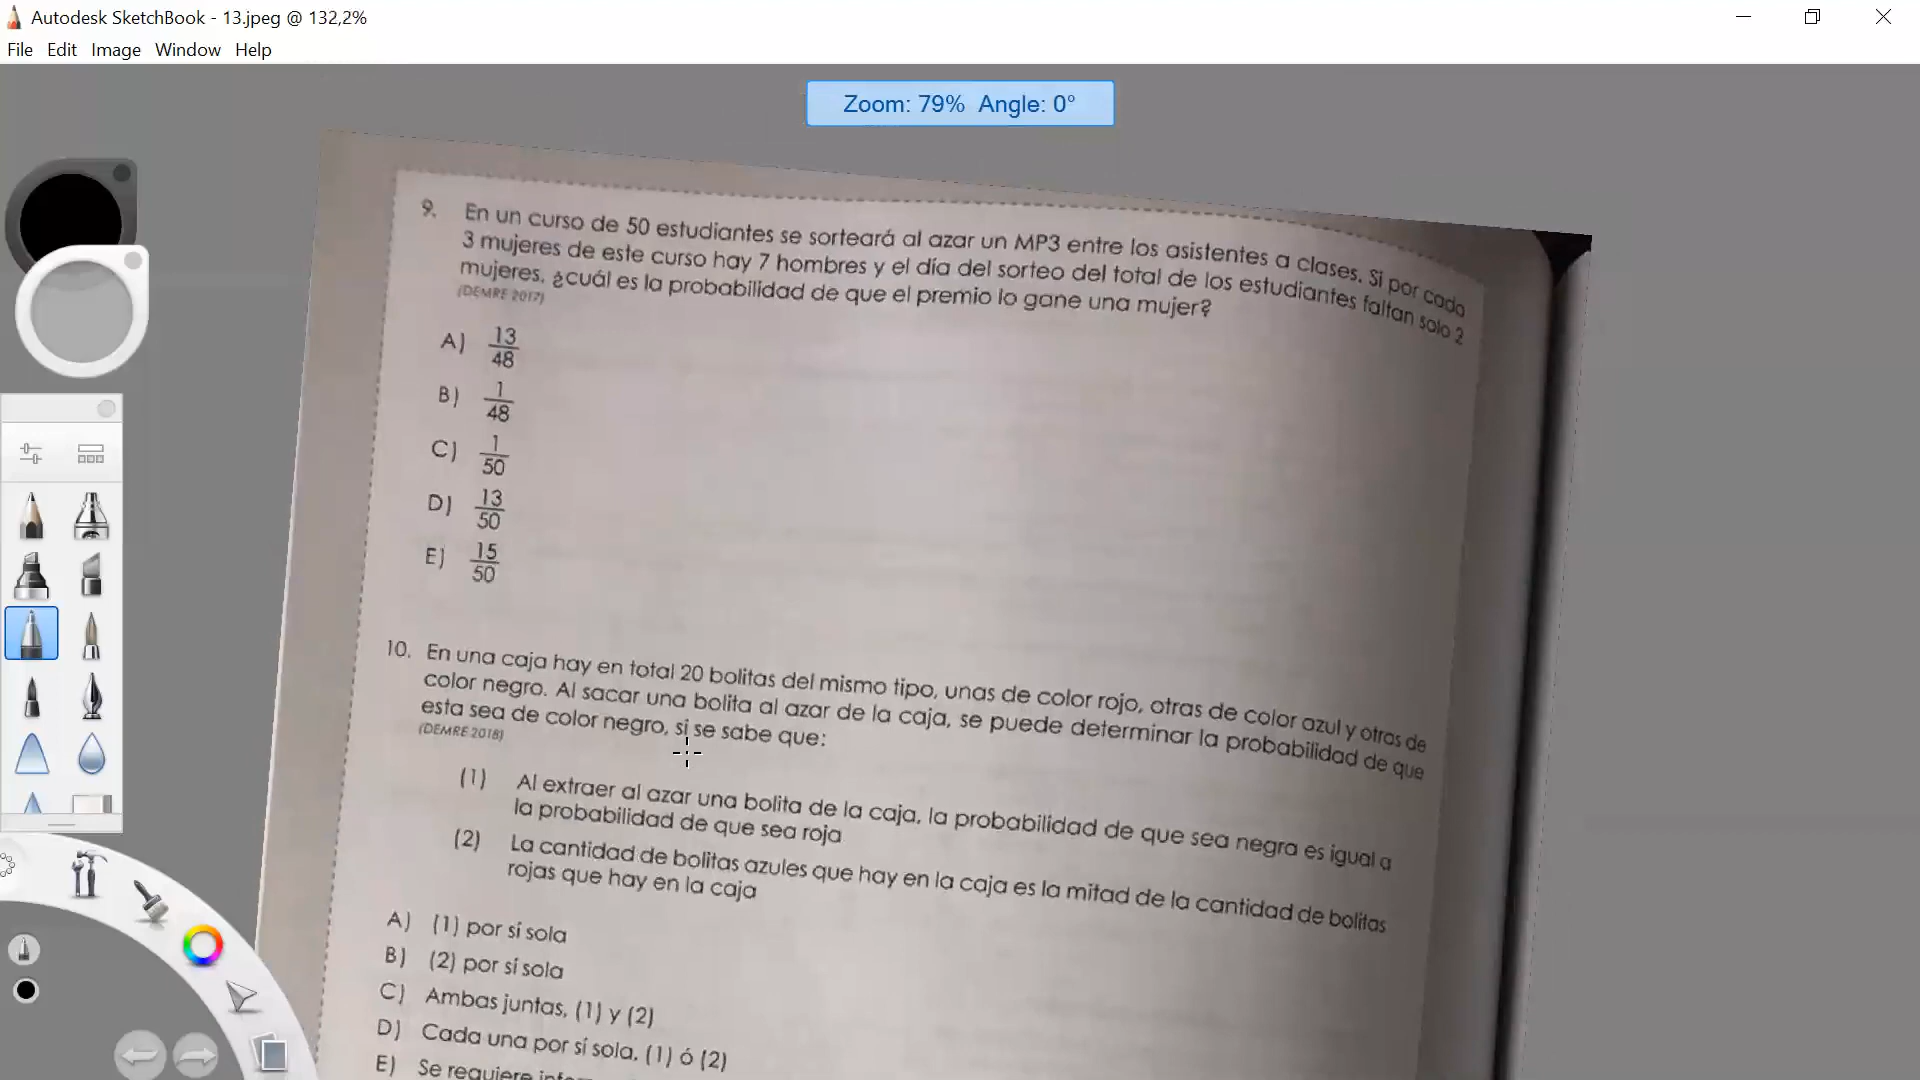 Autodesk SketchBook - 13.jpeg @ 132,2%
File Edit Image Window Help
Zoom: 79% Angle: 0°
9. En un curso de 50 estudiantes se sorteará al azar un MP3 entre los asistentes a clases. Si por cada
3 mujeres de este curso hay 7 hombres y el día del sorteo del total de los estudiantes faltan solo 2
mujeres, ¿cuál es la probabilidad de que el premio lo gane una mujer?
(DEMRE 2017)
A) 13/48
B) 1/48
C) 1/50
D) 13/50
E) 15/50
10. En una caja hay en total 20 bolitas del mismo tipo, unas de color rojo, otras de color azul y otras de
color negro. Al sacar una bolita al azar de la caja, se puede determinar la probabilidad de que
esta sea de color negro, si se sabe que:
(DEMRE 2018)
(1) Al extraer al azar una bolita de la caja, la probabilidad de que sea negra es igual a
la probabilidad de que sea roja
(2) La cantidad de bolitas azules que hay en la caja es la mitad de la cantidad de bolitas
rojas que hay en la caja
A) (1) por sí sola
B) (2) por sí sola
C) Ambas juntas, (1) y (2)
D) Cada una por sí sola, (1) ó (2)
E) Se requiere